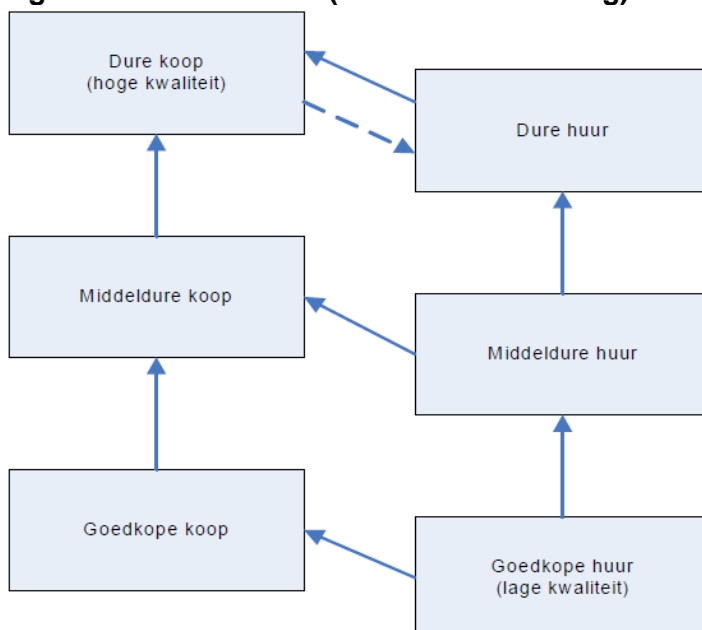 Dure koop
(hoge kwaliteit)
Dure huur
Middeldure koop
Middeldure huur
Goedkope koop
Goedkope huur
(lage kwaliteit)